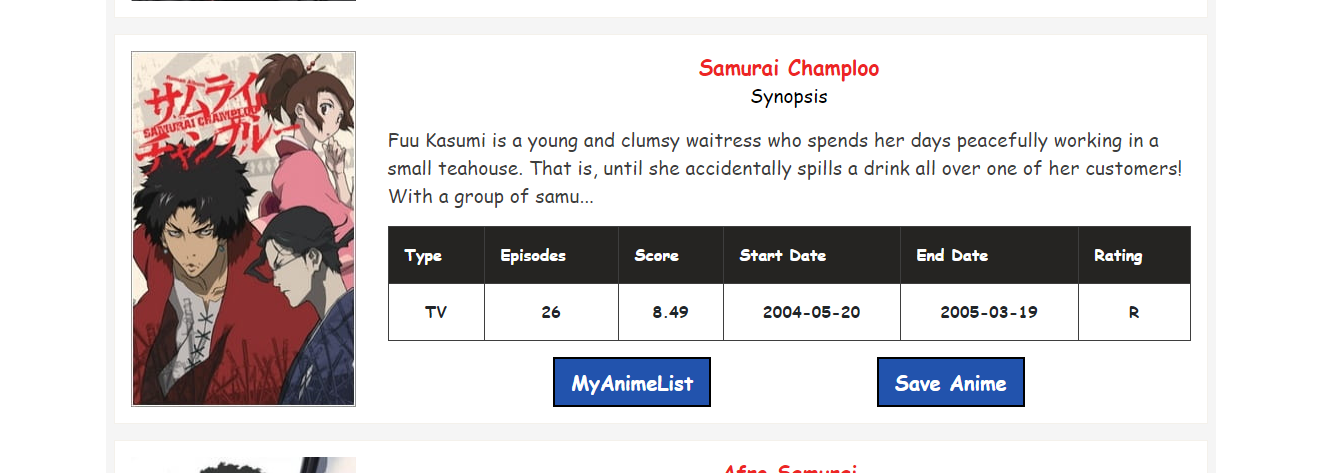 サムライ
SAMURAI CHAMPLOO
チャンプルー
Samurai Champloo
Synopsis
Fuu Kasumi is a young and clumsy waitress who spends her days peacefully working in a
small teahouse. That is, until she accidentally spills a drink all over one of her customers!
With a group of samu...
Type Episodes Score Start Date End Date Rating
TV 26 8.49 2004-05-20 2005-03-19 R
MyAnimeList Save Anime
Afro Samurai